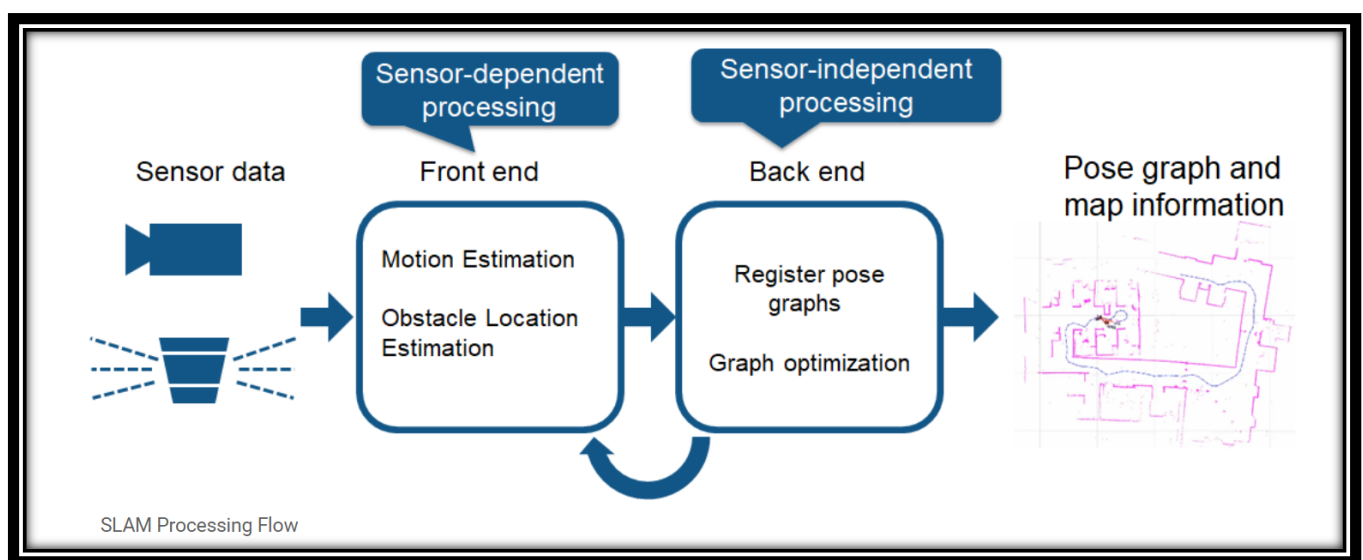 Sensor-dependent
processing
Sensor-independent
processing
Sensor data
Front end
Back end
Pose graph and
map information
Motion Estimation
Obstacle Location
Estimation
Register pose
graphs
Graph optimization
SLAM Processing Flow